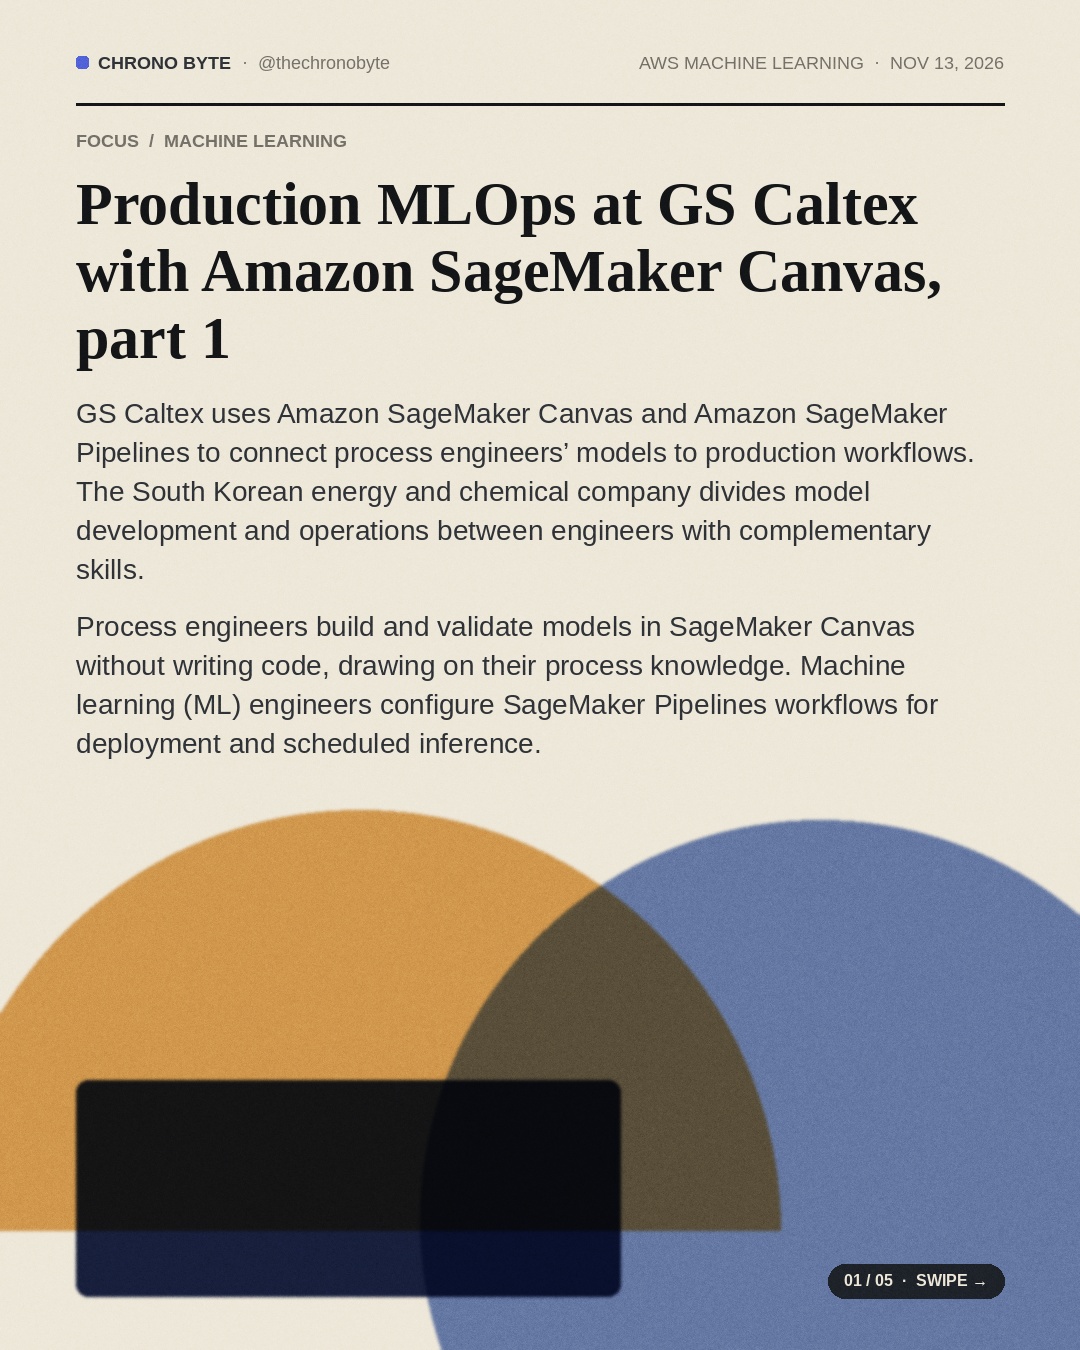 CHRONO BYTE · @thechronobyte
AWS MACHINE LEARNING · NOV 13, 2026
FOCUS / MACHINE LEARNING
Production MLOps at GS Caltex
with Amazon SageMaker Canvas,
part 1
GS Caltex uses Amazon SageMaker Canvas and Amazon SageMaker
Pipelines to connect process engineers’ models to production workflows.
The South Korean energy and chemical company divides model
development and operations between engineers with complementary
skills.
Process engineers build and validate models in SageMaker Canvas
without writing code, drawing on their process knowledge. Machine
learning (ML) engineers configure SageMaker Pipelines workflows for
deployment and scheduled inference.
01 / 05 · SWIPE →